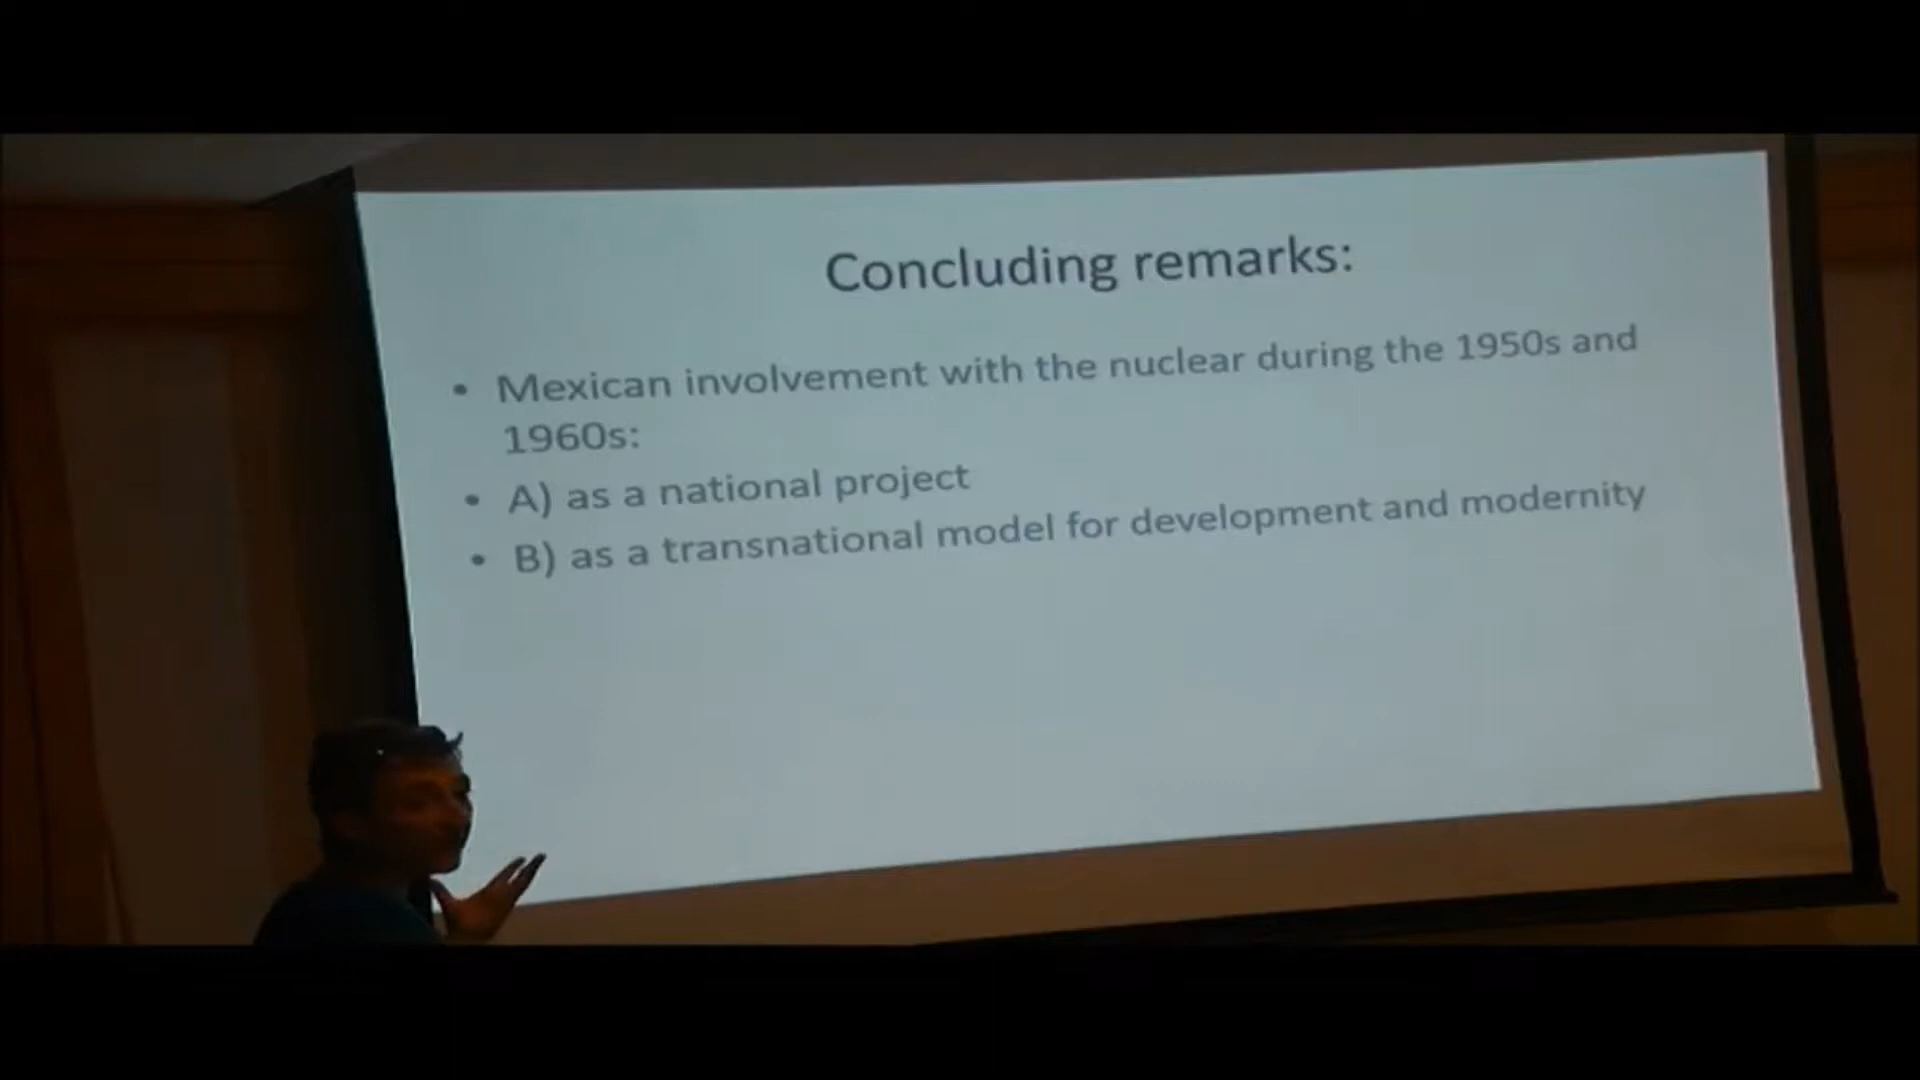 Concluding remarks:
• Mexican involvement with the nuclear during the 1950s and
1960s:
• A) as a national project
• B) as a transnational model for development and modernity